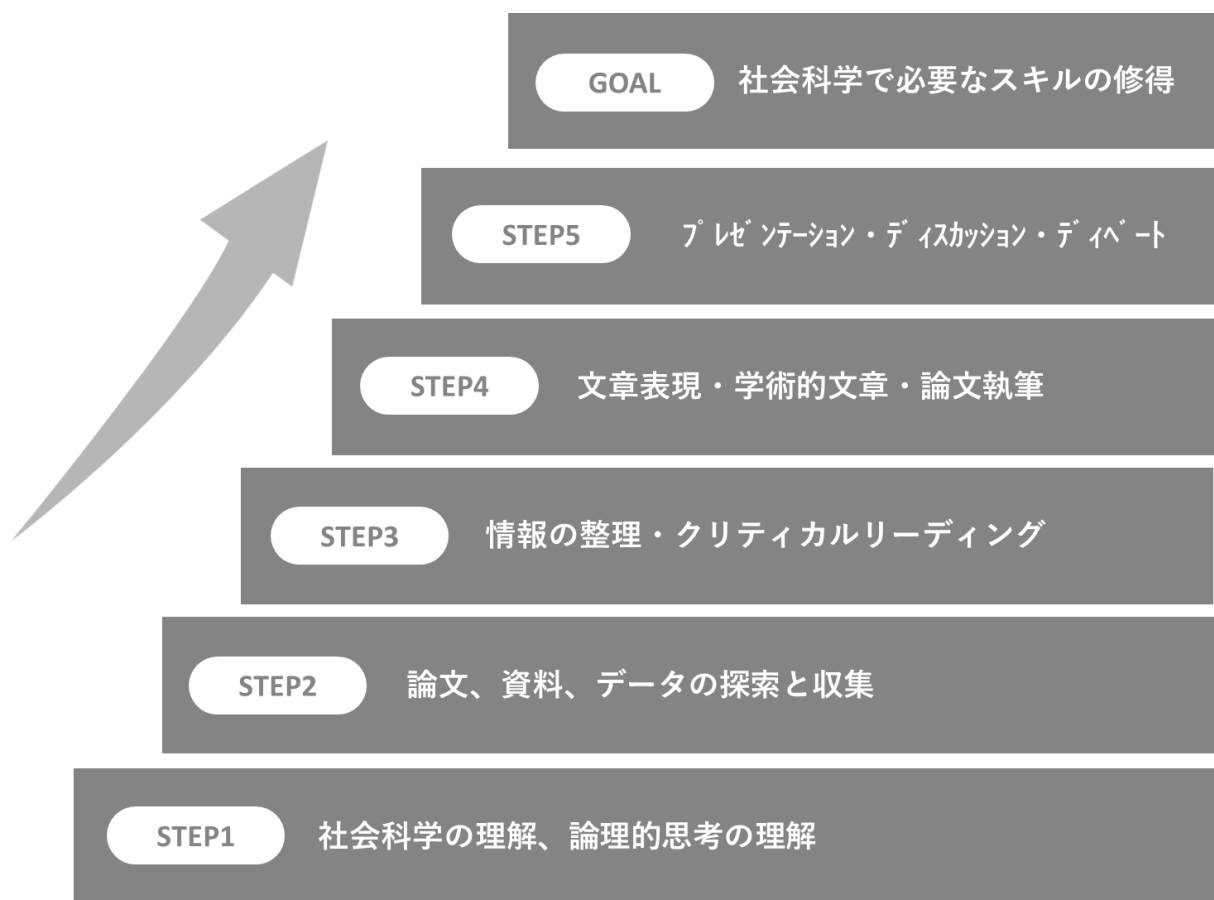 GOAL 社会科学で必要なスキルの修得
STEP5 ﾌﾟﾚｾﾞﾝﾃｰｼｮﾝ・ﾃﾞｨｽｶｯｼｮﾝ・ﾃﾞｨﾍﾞｰﾄ
STEP4 文章表現・学術的文章・論文執筆
STEP3 情報の整理・クリティカルリーディング
STEP2 論文、資料、データの探索と収集
STEP1 社会科学の理解、論理的思考の理解